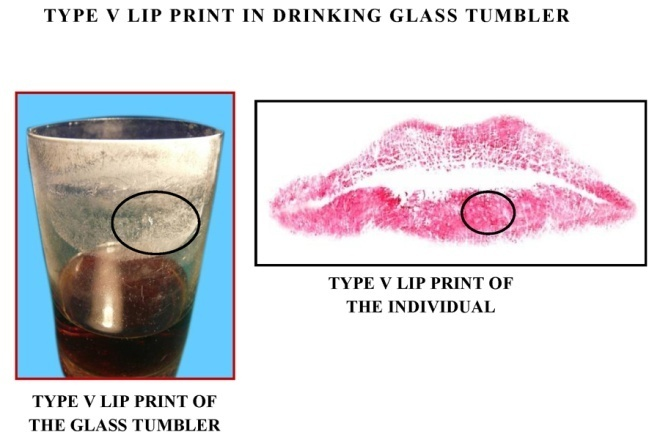 TYPE V LIP PRINT IN DRINKING GLASS TUMBLER
TYPE V LIP PRINT OF
THE INDIVIDUAL
TYPE V LIP PRINT OF
THE GLASS TUMBLER